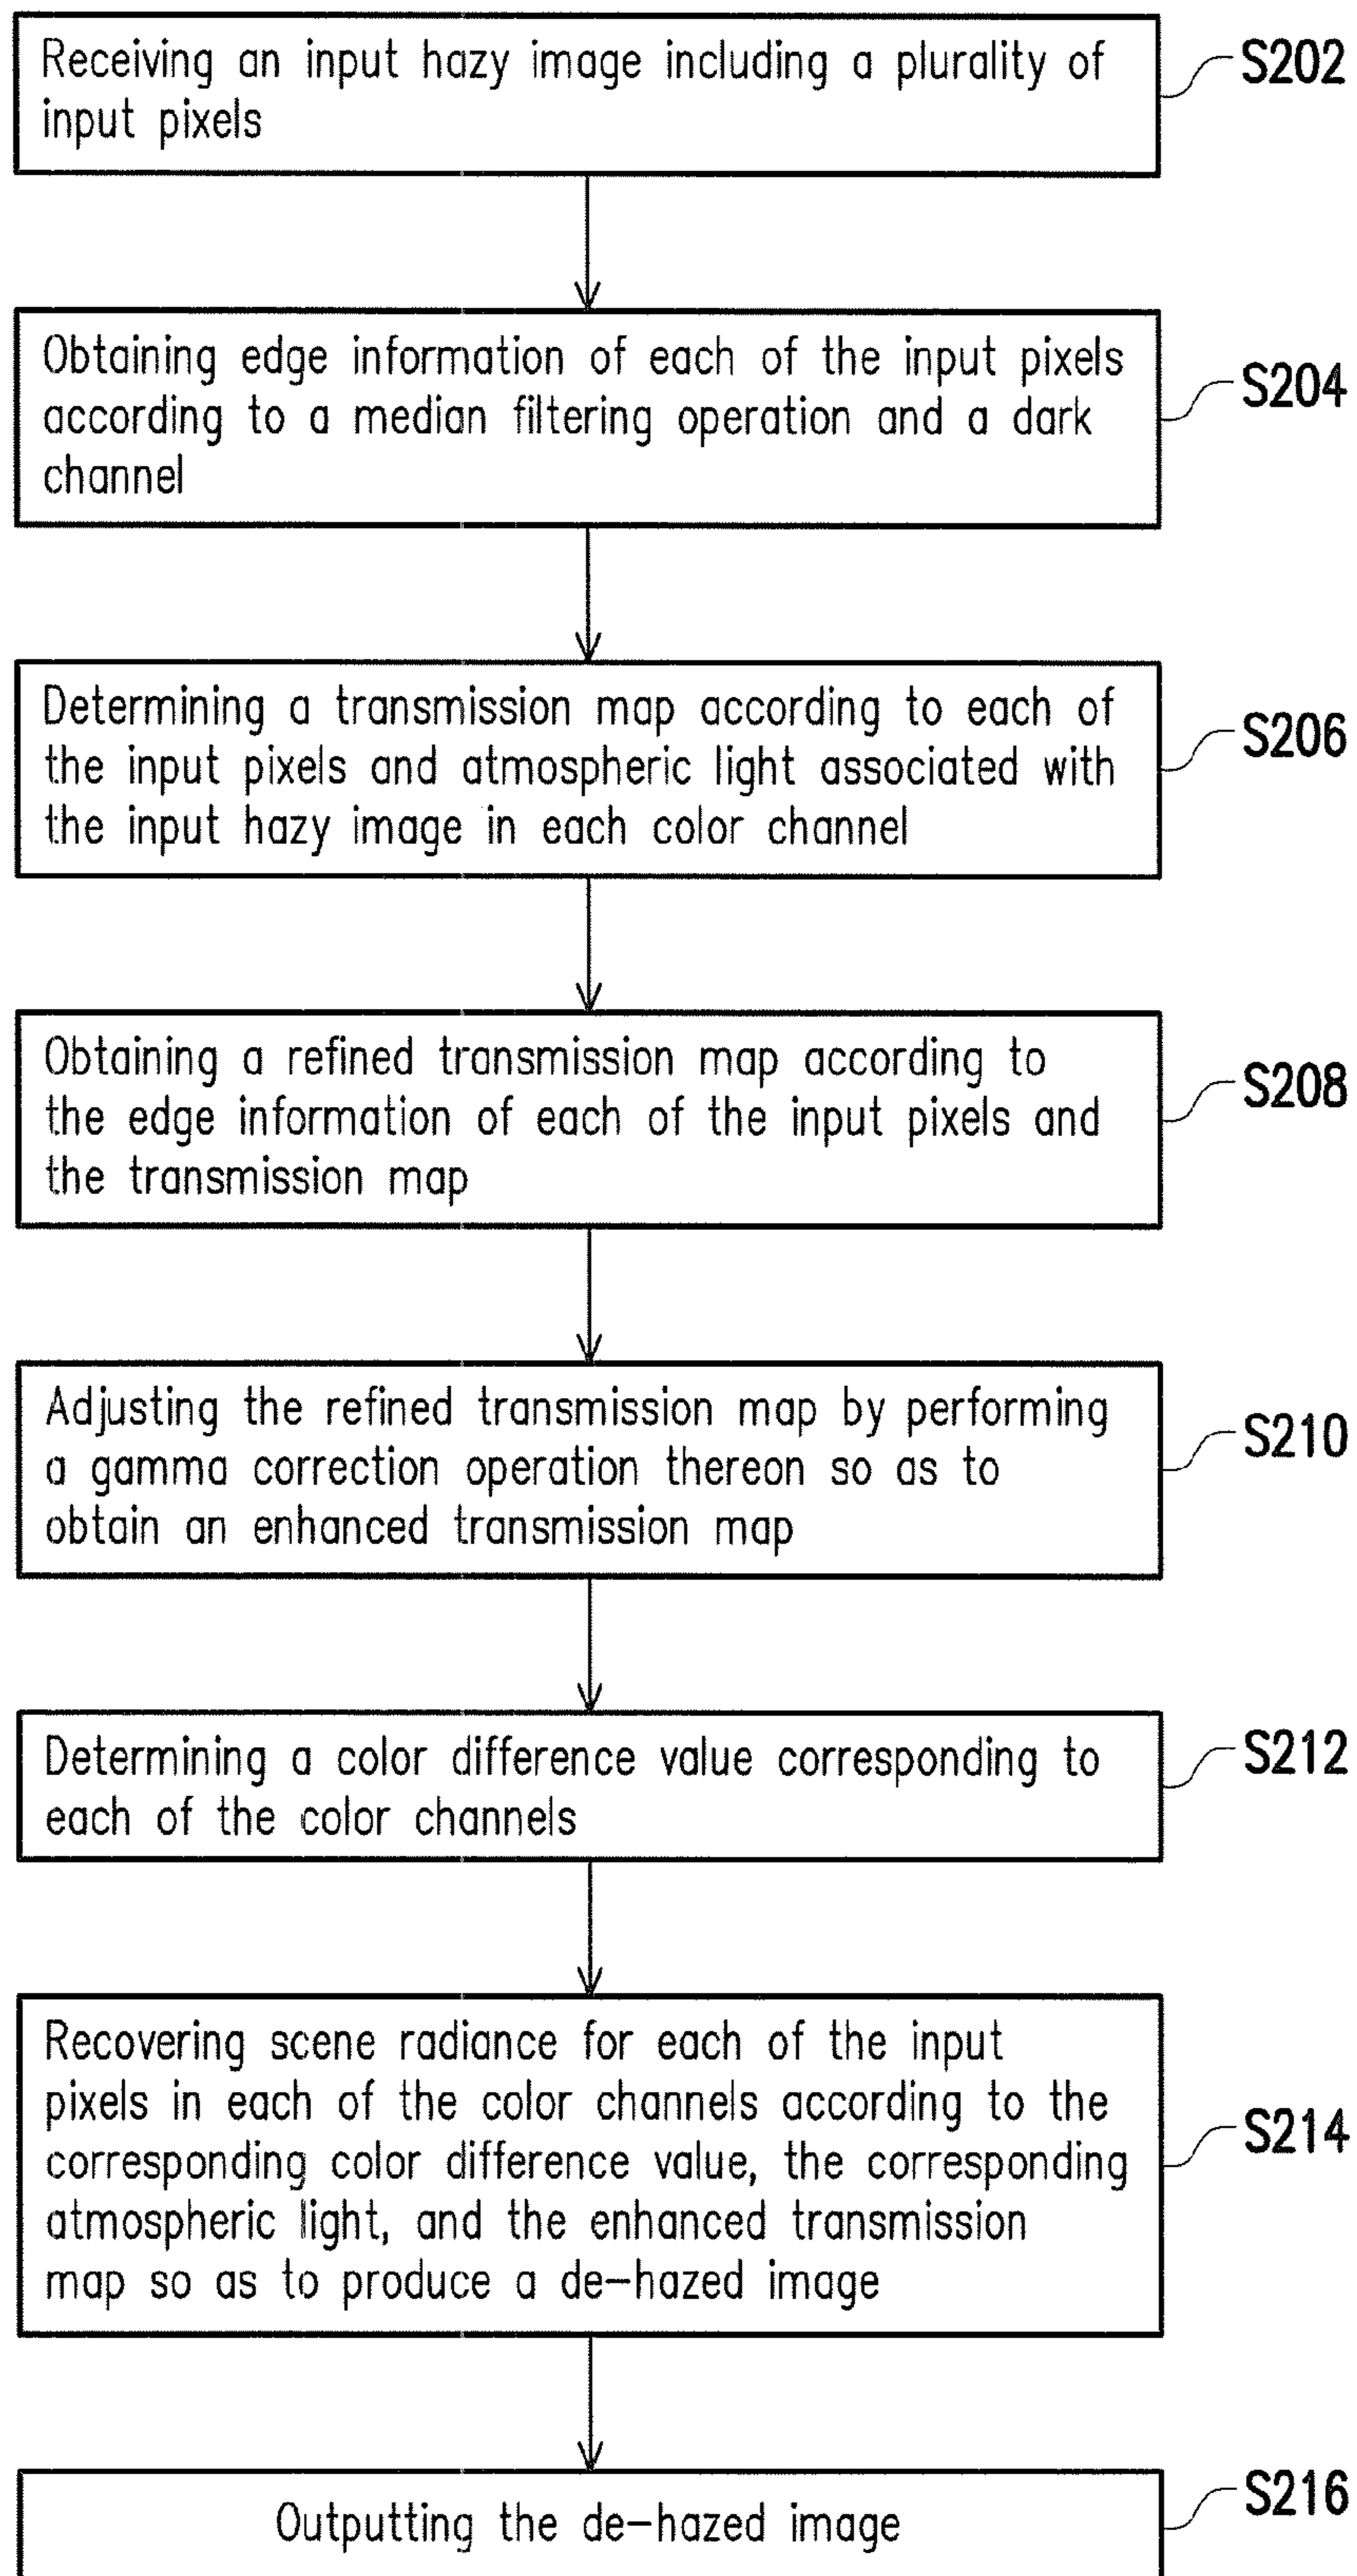 Receiving an input hazy image including a plurality of
input pixels
S202
Obtaining edge information of each of the input pixels
according to a median filtering operation and a dark
channel
S204
Determining a transmission map according to each of
the input pixels and atmospheric light associated with
the input hazy image in each color channel
S206
Obtaining a refined transmission map according to
the edge information of each of the input pixels and
the transmission map
S208
Adjusting the refined transmission map by performing
a gamma correction operation thereon so as to
obtain an enhanced transmission map
S210
Determining a color difference value corresponding to
each of the color channels
S212
Recovering scene radiance for each of the input
pixels in each of the color channels according to the
corresponding color difference value, the corresponding
atmospheric light, and the enhanced transmission
map so as to produce a de-hazed image
S214
Outputting the de-hazed image
S216